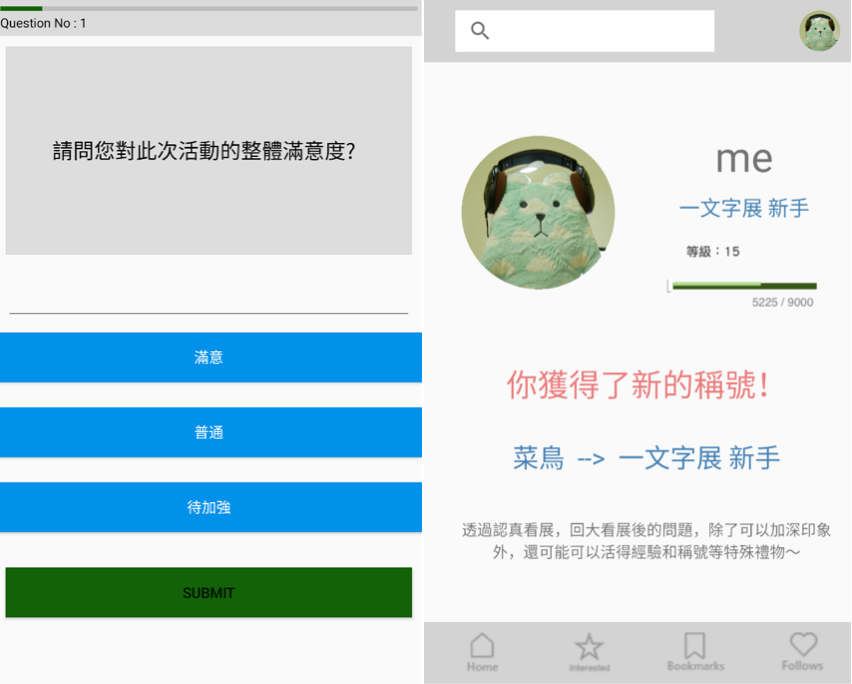 Question No : 1
請問您對此次活動的整體滿意度?
滿意
普通
待加強
SUBMIT
me
一文字展 新手
等級：15
5225 / 9000
你獲得了新的稱號!
菜鳥 --> 一文字展 新手
透過認真看展，回大看展後的問題，除了可以加深印象
外，還可能可以活得經驗和稱號等特殊禮物～
Home
Interested
Bookmarks
Follows